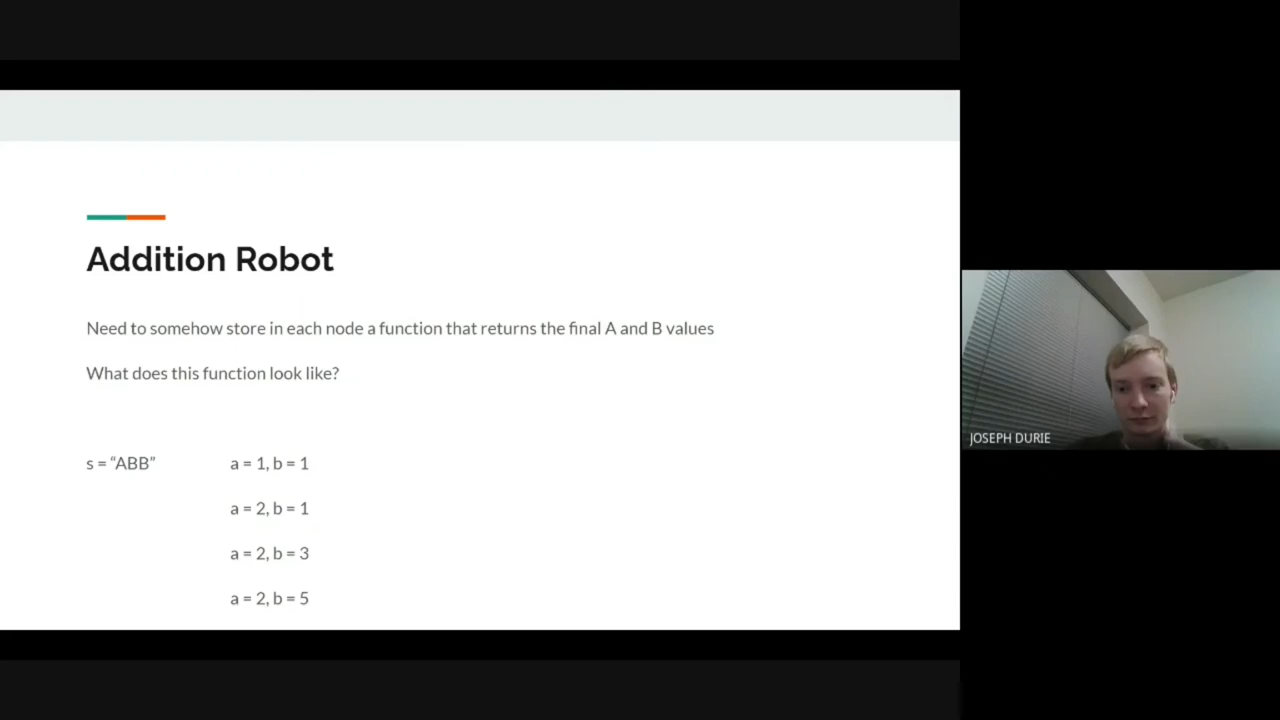 Addition Robot
Need to somehow store in each node a function that returns the final A and B values
What does this function look like?
s = “ABB” a = 1, b = 1
a = 2, b = 1
a = 2, b = 3
a = 2, b = 5
JOSEPH DURIE